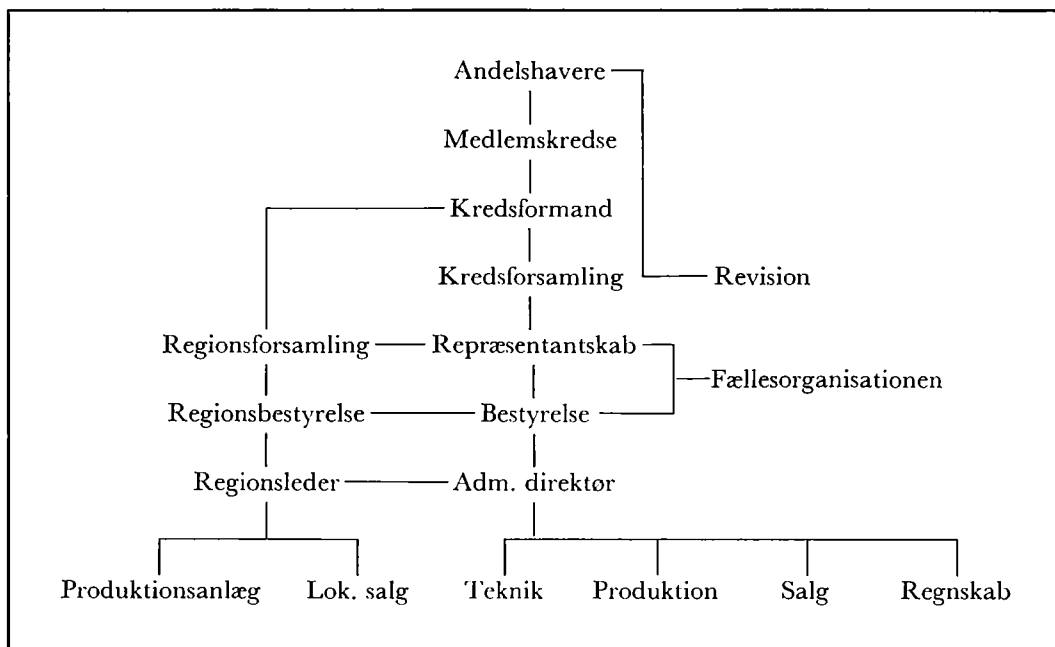 Andelshavere
Medlemskredse
Kredsformand
Kredsforsamling Revision
Regionsforsamling Repræsentantskab
Fællesorganisationen
Regionsbestyrelse Bestyrelse
Regionsleder Adm. direktør
Produktionsanlæg Lok. salg Teknik Produktion Salg Regnskab